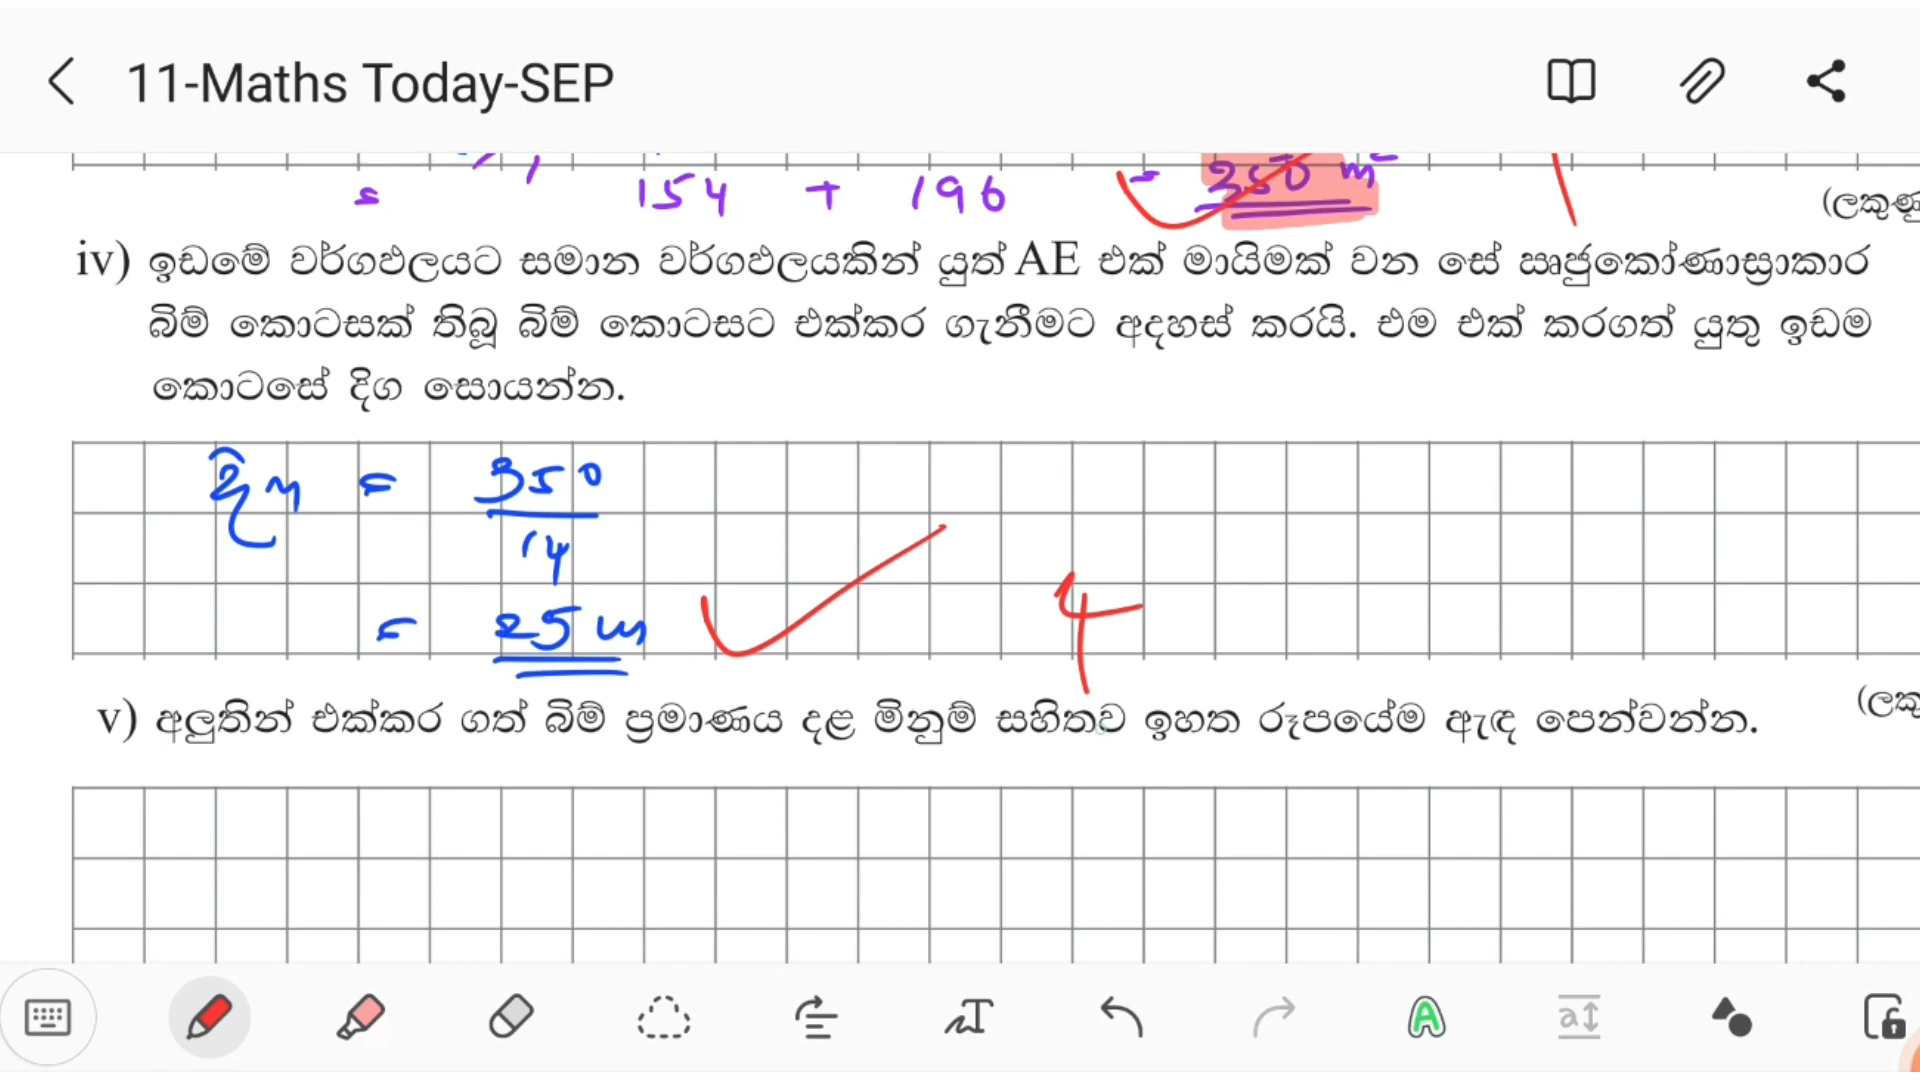 11-Maths Today-SEP
= 154 + 196 = 350 m²
(ලකුණු
iv) ඉඩමේ වර්ගඵලයට සමාන වර්ගඵලයකින් යුත් AE එක් මායිමක් වන සේ සෘජුකෝණාස්‍රාකාර
බිම් කොටසක් තිබූ බිම් කොටසට එක්කර ගැනීමට අදහස් කරයි. එම එක් කරගත් යුතු ඉඩම
කොටසේ දිග සොයන්න.
දිග = 350
14
= 25 m
4
(ලකු
v) අලුතින් එක්කර ගත් බිම් ප්‍රමාණය දළ මිනුම් සහිතව ඉහත රූපයේම ඇඳ පෙන්වන්න.